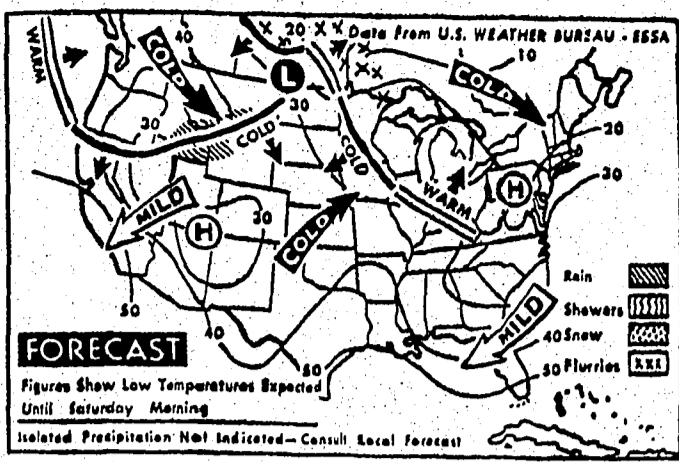 Data From U.S. WEATHER BUREAU - ESSA
WARM
COLD
40
20
L
COLD
10
30
COLD
30
COLD
WARM
H
20
30
MILD
H
30
COLD
50
40
50
MILD
40
50
Rain
Showers
Snow
Flurries
XXX
FORECAST
Figures Show Low Temperatures Expected
Until Saturday Morning
Isolated Precipitation Not Indicated — Consult Local Forecast